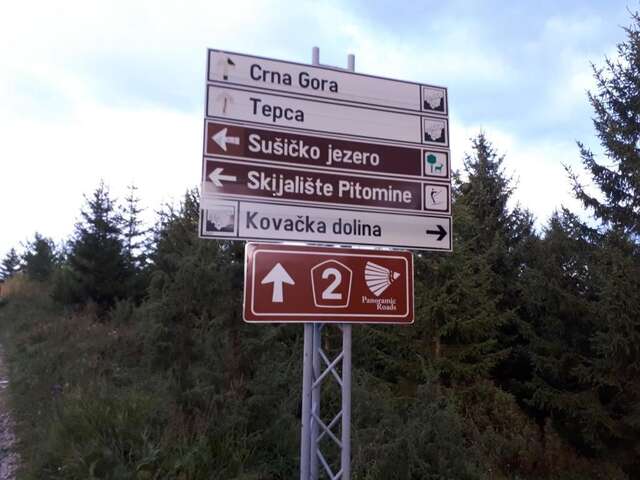 Crna Gora
Tepca
Sušičko jezero
Skijalište Pitomine
Kovačka dolina
2
Panoramic
Roads